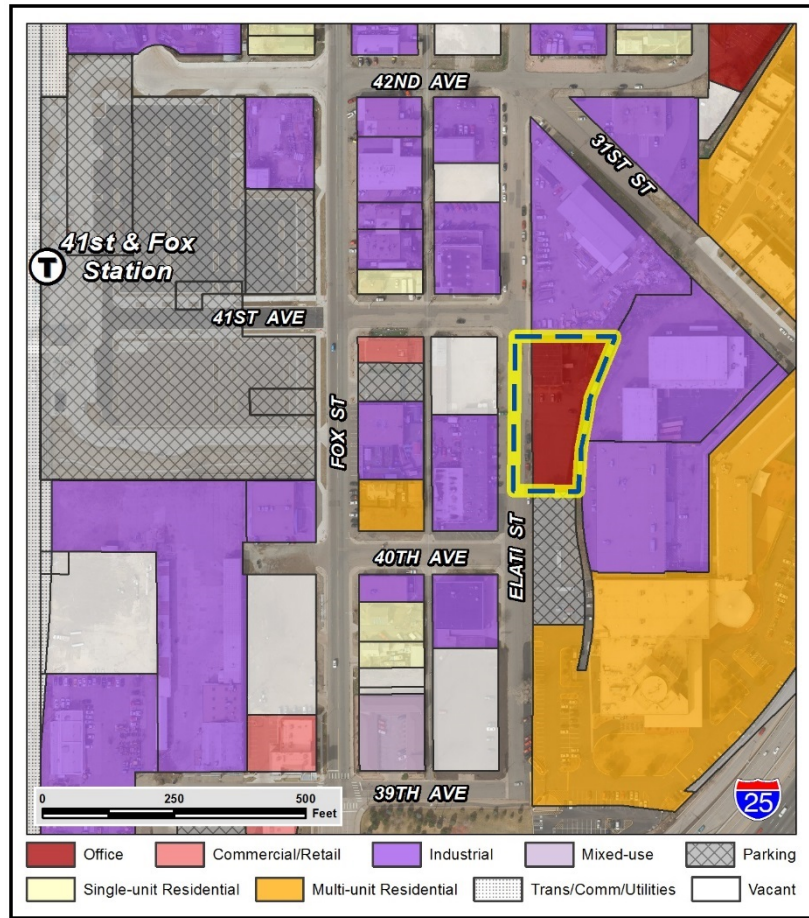 42ND AVE
31ST ST
41st & Fox
Station
T
41ST AVE
FOX ST
ELATI ST
40TH AVE
39TH AVE
0 250 500
Feet
25
Office Commercial/Retail Industrial Mixed-use Parking
Single-unit Residential Multi-unit Residential Trans/Comm/Utilities Vacant